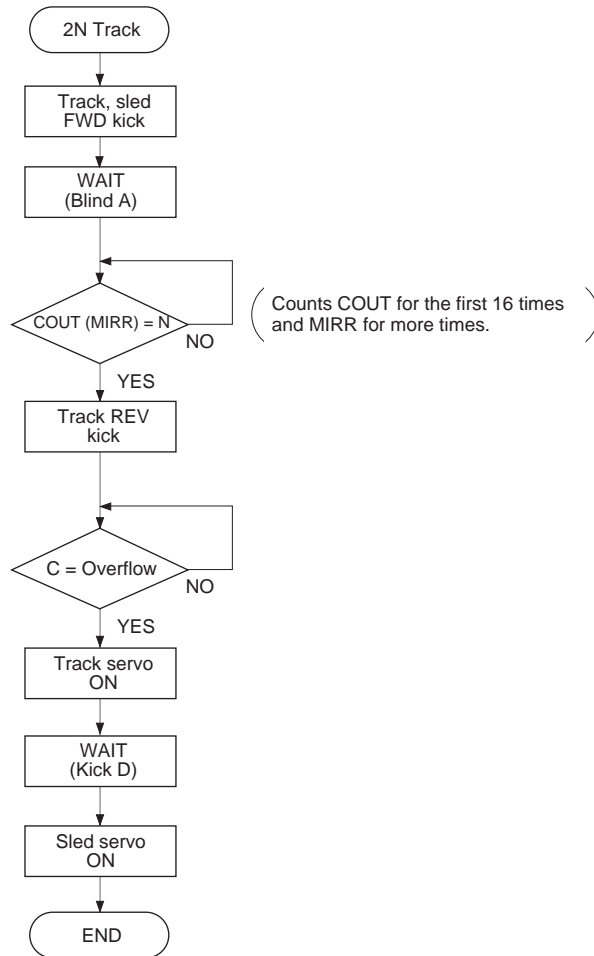 2N Track
Track, sled
FWD kick
WAIT
(Blind A)
COUT (MIRR) = N
NO
Counts COUT for the first 16 times
and MIRR for more times.
YES
Track REV
kick
C = Overflow
NO
YES
Track servo
ON
WAIT
(Kick D)
Sled servo
ON
END